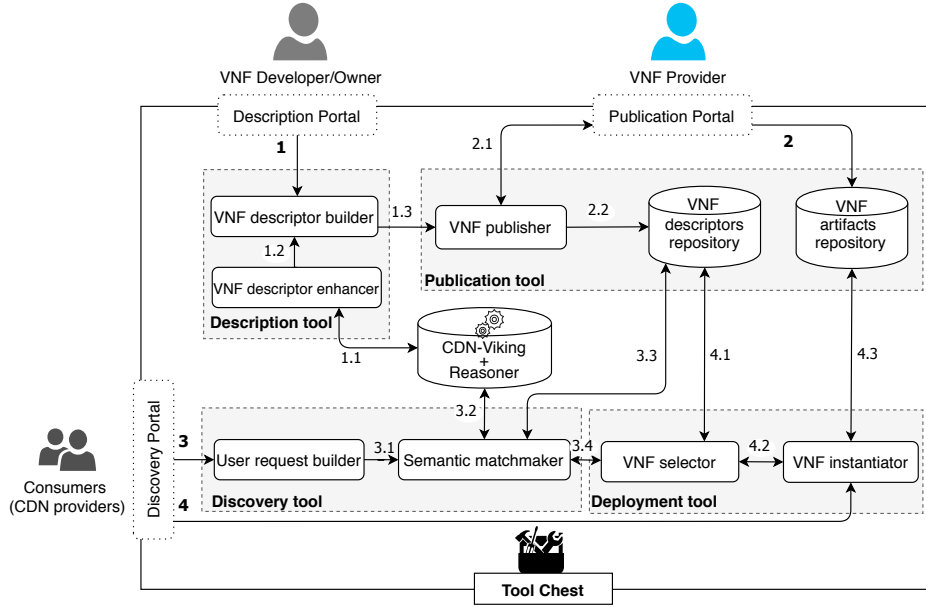 VNF Developer/Owner
VNF Provider
Description Portal
Publication Portal
1
2.1
2
VNF descriptor builder
1.3
VNF publisher
2.2
VNF
descriptors
repository
VNF
artifacts
repository
1.2
VNF descriptor enhancer
Description tool
Publication tool
1.1
CDN-Viking
+
Reasoner
3.3
4.1
4.3
3.2
Discovery Portal
Consumers
(CDN providers)
3
User request builder
3.1
Semantic matchmaker
3.4
VNF selector
4.2
VNF instantiator
4
Discovery tool
Deployment tool
Tool Chest